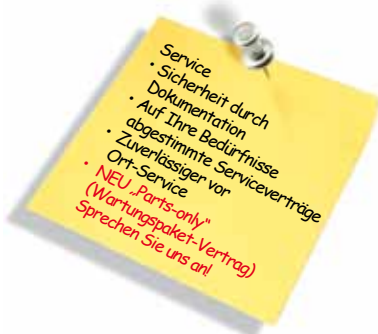 Service
• Sicherheit durch
Dokumentation
• Auf Ihre Bedürfnisse
abgestimmte Serviceverträge
• Zuverlässiger vor
Ort-Service
• NEU „Parts-only“
(Wartungspaket-Vertrag)
Sprechen Sie uns an!